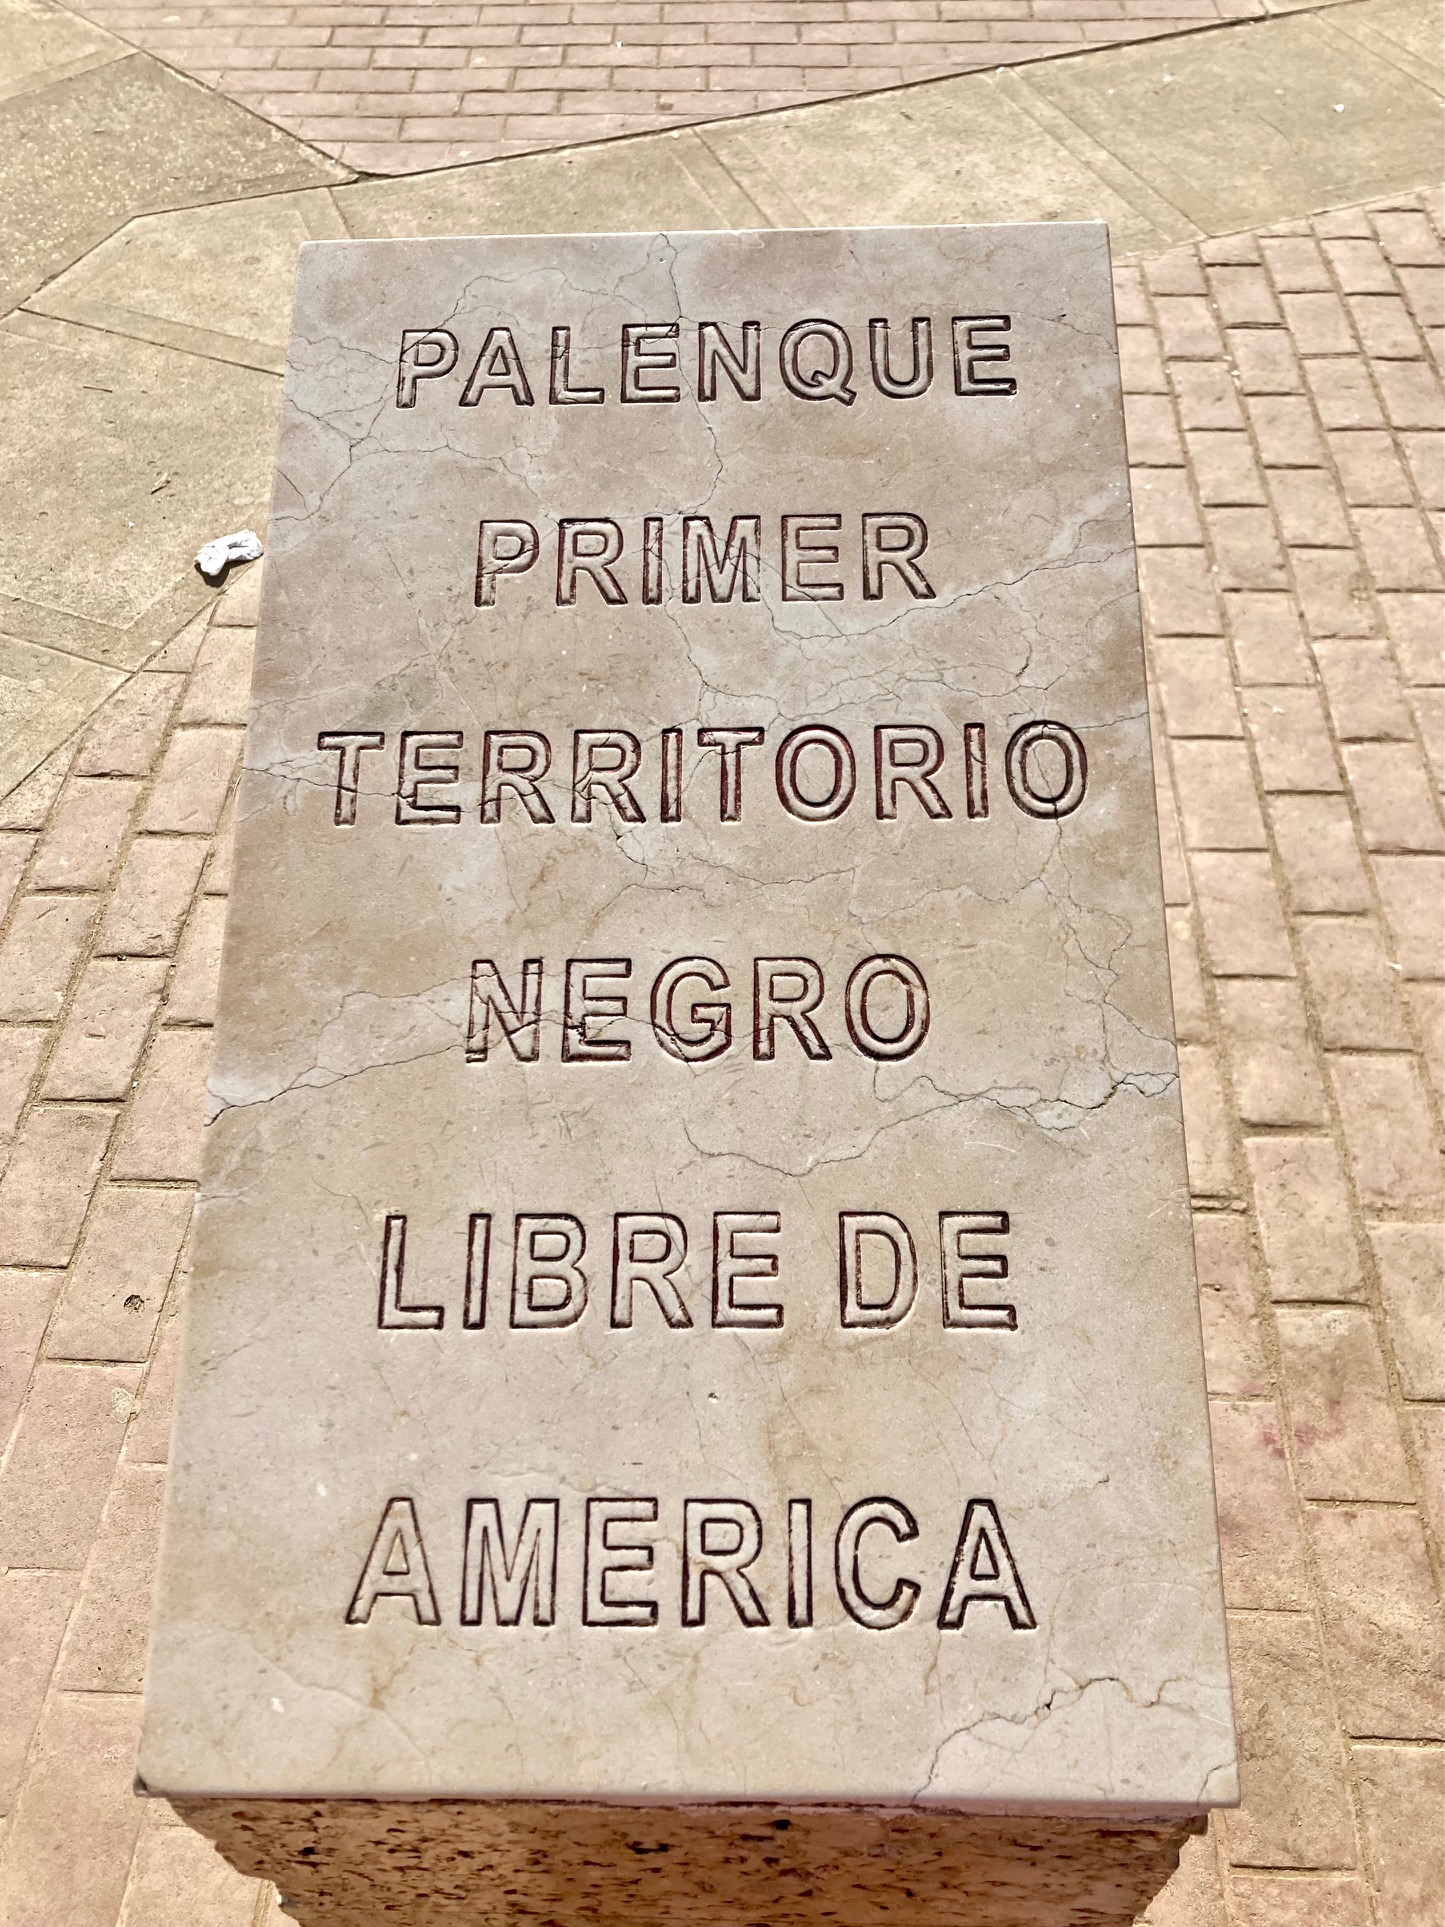 PALENQUE
PRIMER
TERRITORIO
NEGRO
LIBRE DE
AMERICA